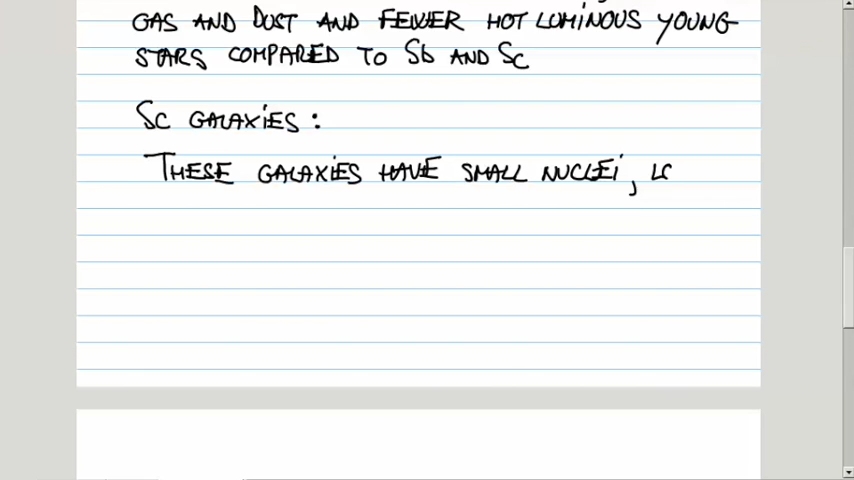 GAS AND DUST AND FEWER HOT LUMINOUS YOUNG
STARS COMPARED TO Sb AND Sc
Sc GALAXIES:
THESE GALAXIES HAVE SMALL NUCLEI, LO